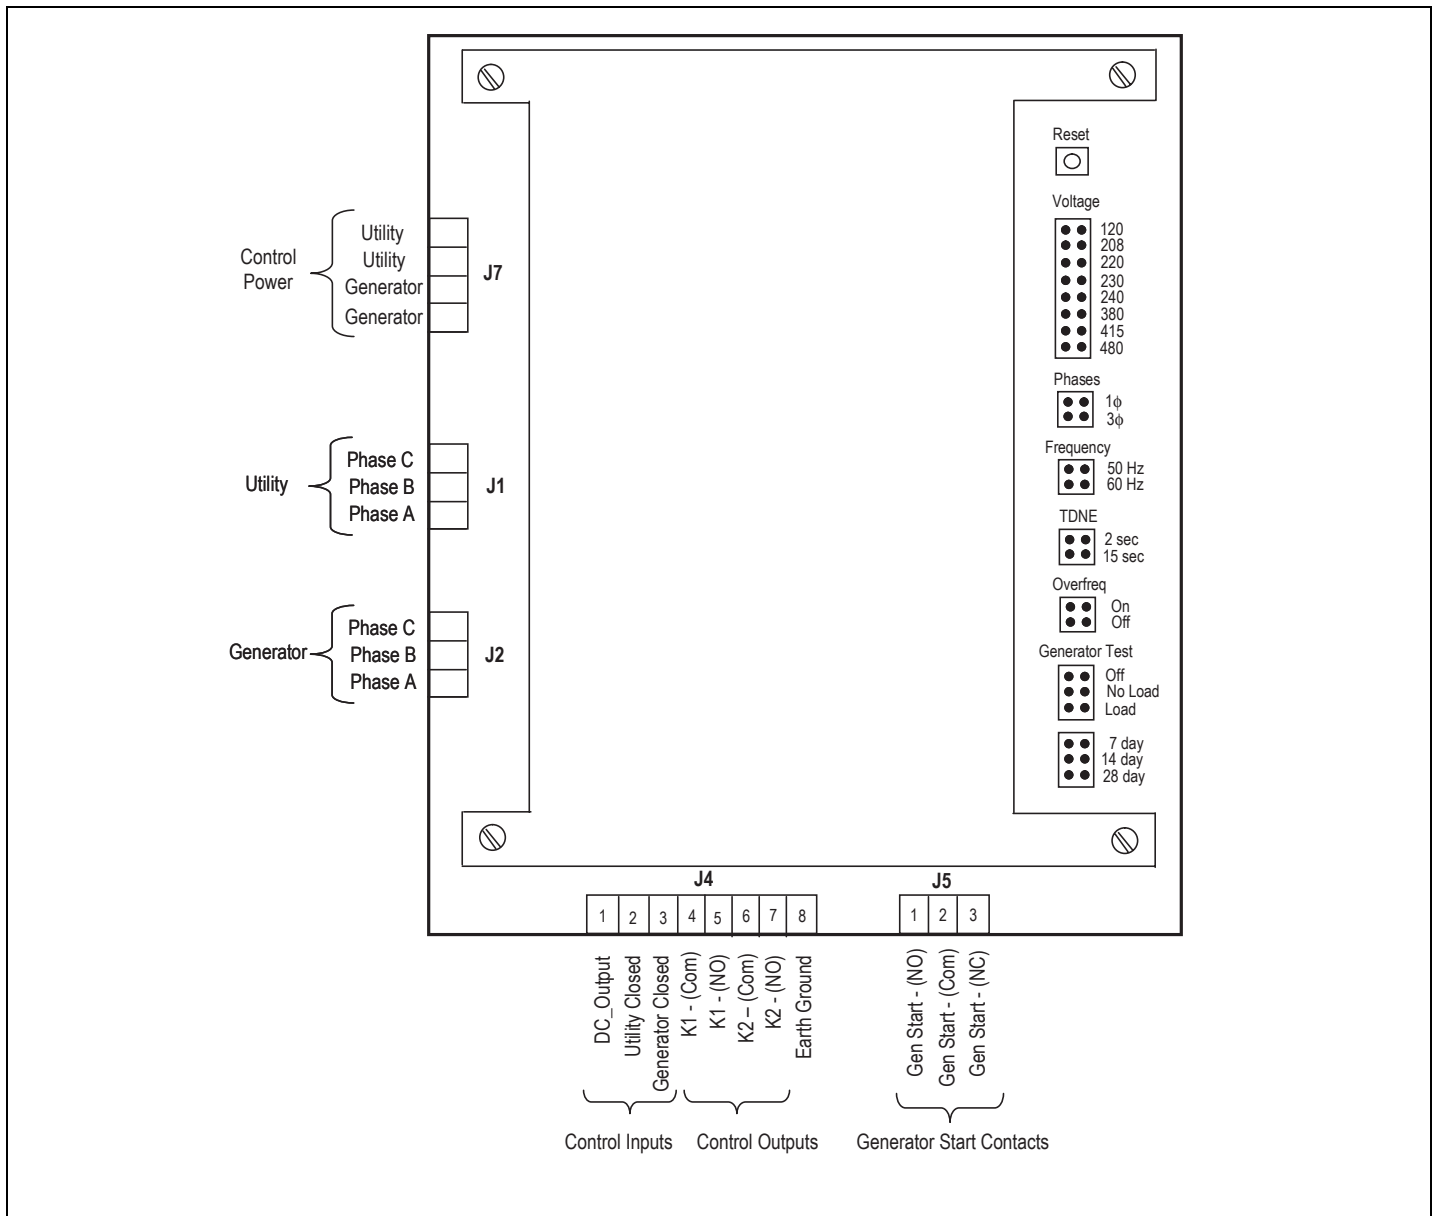 Reset
Voltage
120
208
220
230
240
380
415
480
Phases
1ϕ
3ϕ
Frequency
50 Hz
60 Hz
TDNE
2 sec
15 sec
Overfreq
On
Off
Generator Test
Off
No Load
Load
7 day
14 day
28 day
Control
Power
Utility
Utility
Generator
Generator
J7
Utility
Phase C
Phase B
Phase A
J1
Generator
Phase C
Phase B
Phase A
J2
J4
1 2 3 4 5 6 7 8
DC_Output
Utility Closed
Generator Closed
K1 - (Com)
K1 - (NO)
K2 – (Com)
K2 - (NO)
Earth Ground
Control Inputs
Control Outputs
J5
1 2 3
Gen Start - (NO)
Gen Start - (Com)
Gen Start - (NC)
Generator Start Contacts